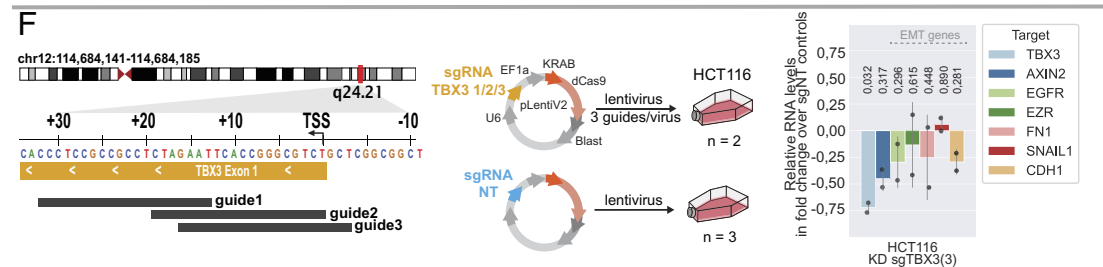 F
chr12:114,684,141-114,684,185
q24.21
+30 +20 +10 TSS -10
CACCCTCCGCCGCCTCTAGAATTCACCGGGCGTCTGCTCGGCGGCT
TBX3 Exon 1
guide1
guide2
guide3
sgRNA
TBX3 1/2/3
EF1a
KRAB
dCas9
pLentiV2
U6
Blast
lentivirus
3 guides/virus
HCT116
n = 2
sgRNA
NT
lentivirus
n = 3
Relative RNA levels
in fold change over sgNT controls
EMT genes
0,75
0,50
0,25
0,00
-0,25
-0,50
-0,75
0,032
0,317
0,296
0,615
0,448
0,890
0,281
HCT116
KD sgTBX3(3)
Target
TBX3
AXIN2
EGFR
EZR
FN1
SNAIL1
CDH1